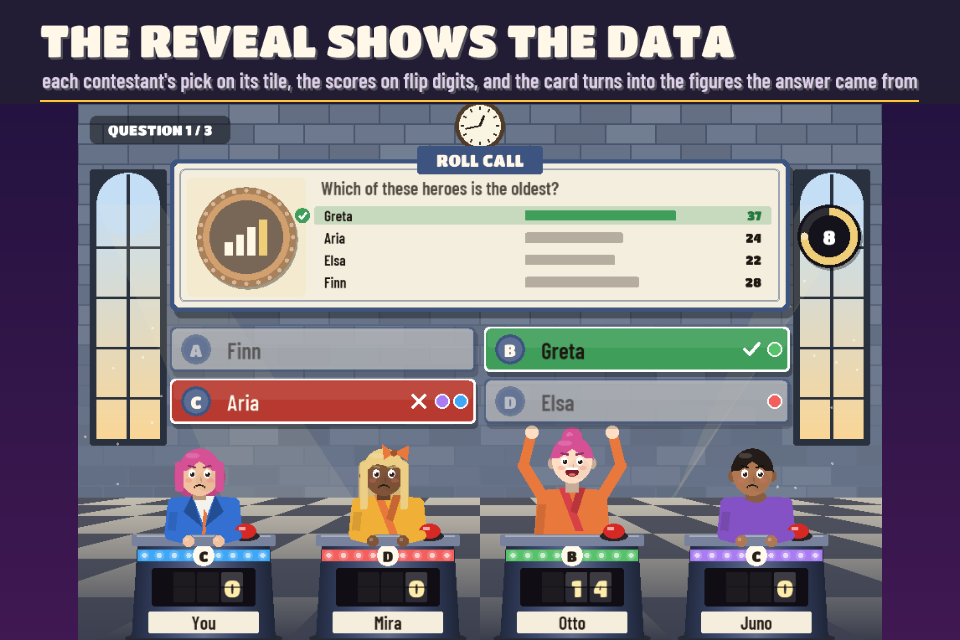 THE REVEAL SHOWS THE DATA
each contestant's pick on its tile, the scores on flip digits, and the card turns into the figures the answer came from
QUESTION 1 / 3
ROLL CALL
Which of these heroes is the oldest?
Greta 37
Aria 24
Elsa 22
Finn 28
8
A Finn
B Greta
C Aria
D Elsa
C D B C
0 0 14 0
You Mira Otto Juno